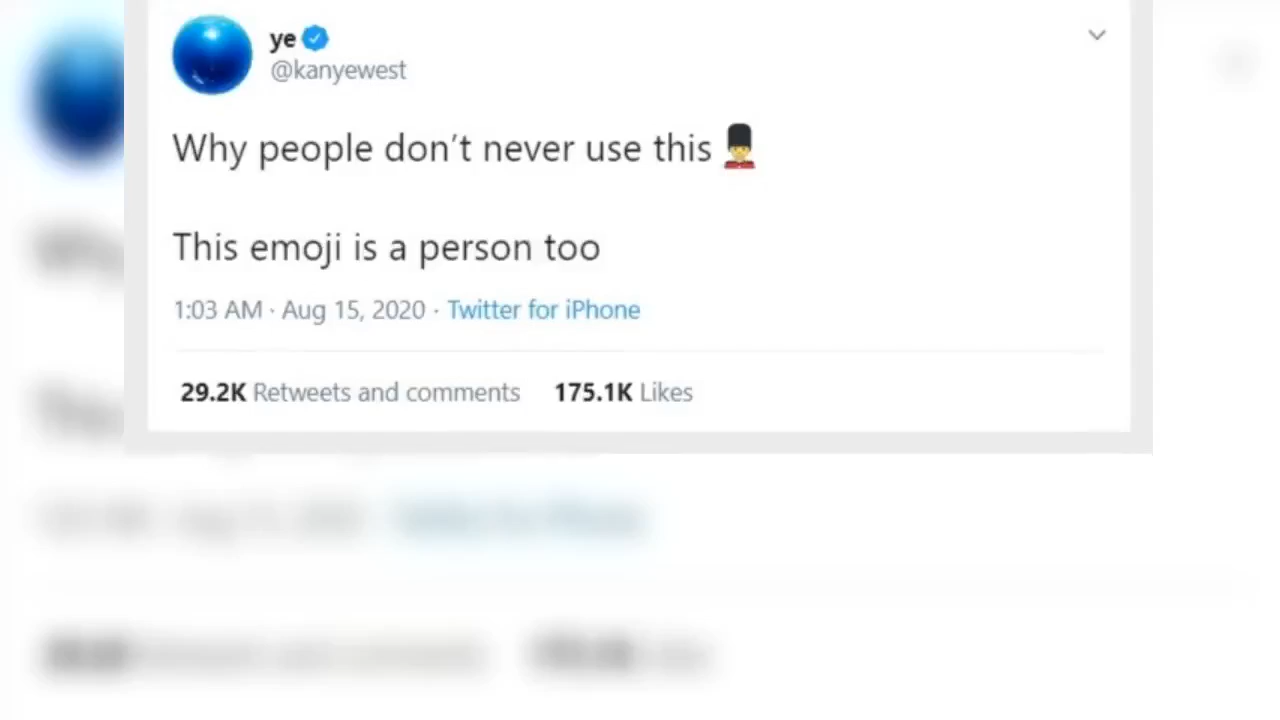 ye
@kanyewest
Why people don't never use this 💂
This emoji is a person too
1:03 AM · Aug 15, 2020 · Twitter for iPhone
29.2K Retweets and comments 175.1K Likes